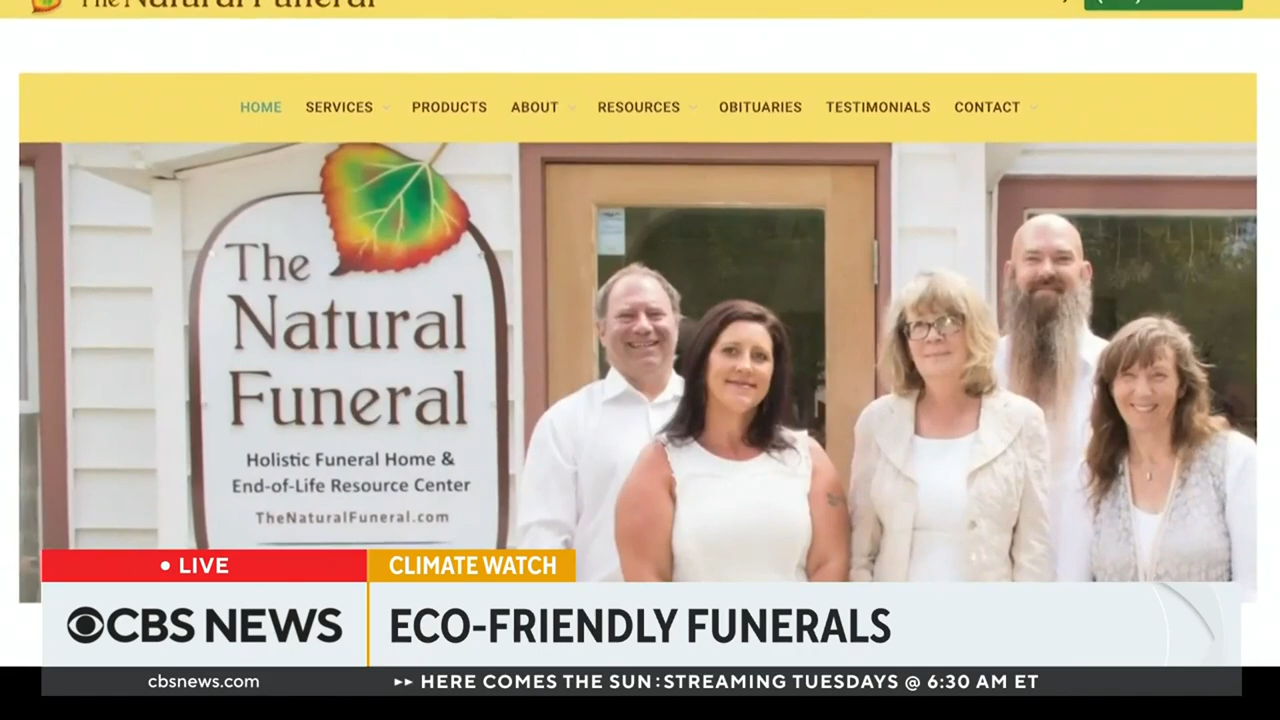 The Natural Funeral
HOME SERVICES PRODUCTS ABOUT RESOURCES OBITUARIES TESTIMONIALS CONTACT
The
Natural
Funeral
Holistic Funeral Home &
End-of-Life Resource Center
TheNaturalFuneral.com
• LIVE
CLIMATE WATCH
CBS NEWS
ECO-FRIENDLY FUNERALS
cbsnews.com
HERE COMES THE SUN: STREAMING TUESDAYS @ 6:30 AM ET